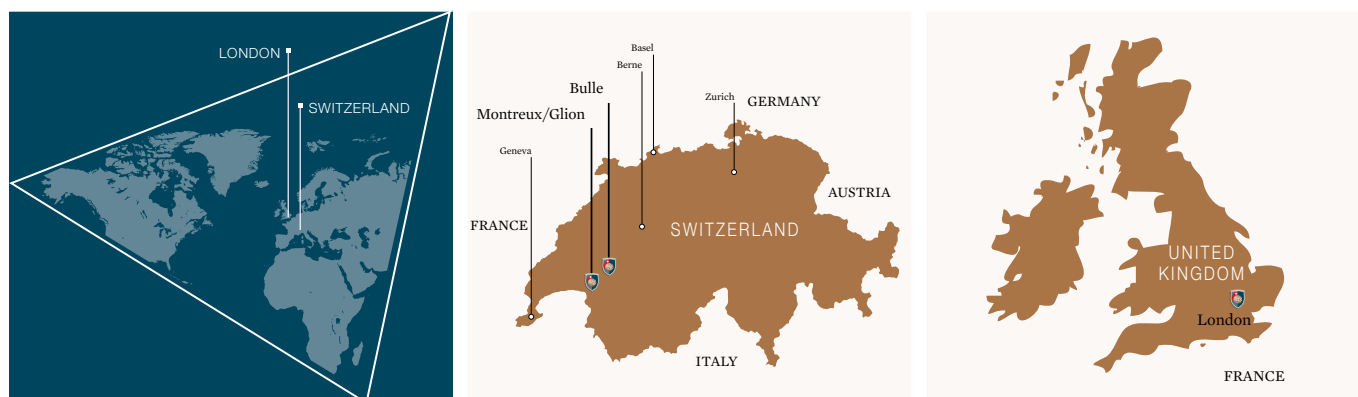 LONDON
SWITZERLAND
Basel
Berne
Bulle
Zurich
GERMANY
Montreux/Glion
Geneva
AUSTRIA
FRANCE
SWITZERLAND
ITALY
UNITED
KINGDOM
London
FRANCE